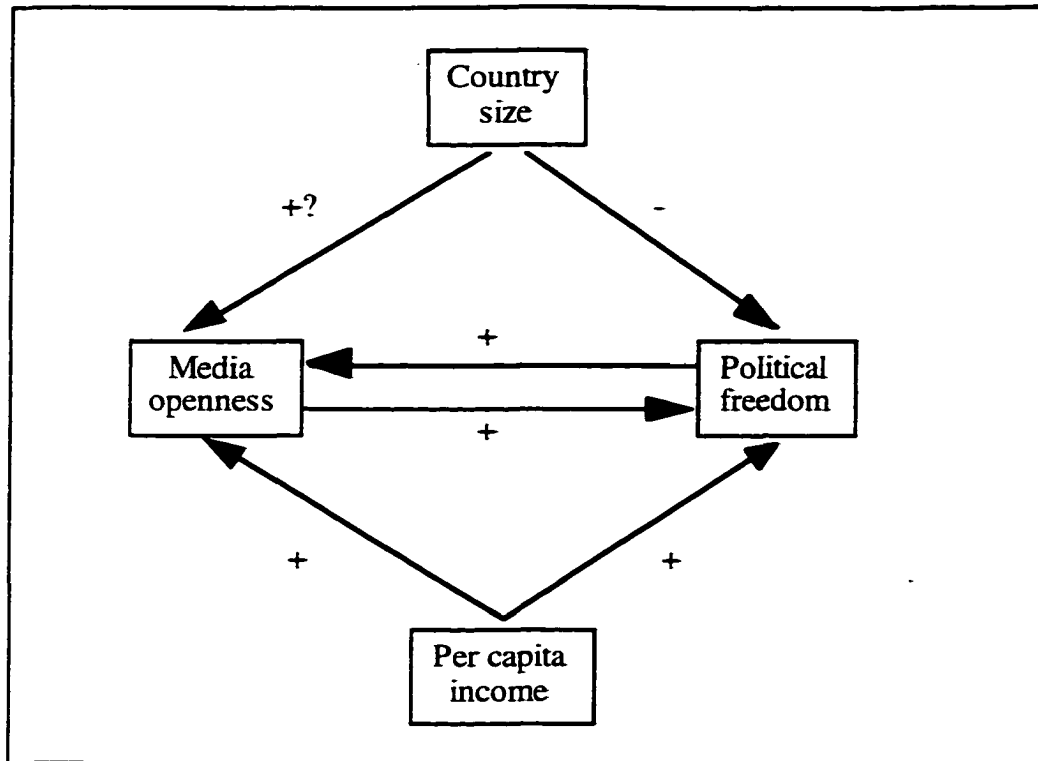 Country
size
+?
-
+
Media
openness
Political
freedom
+
+
+
Per capita
income